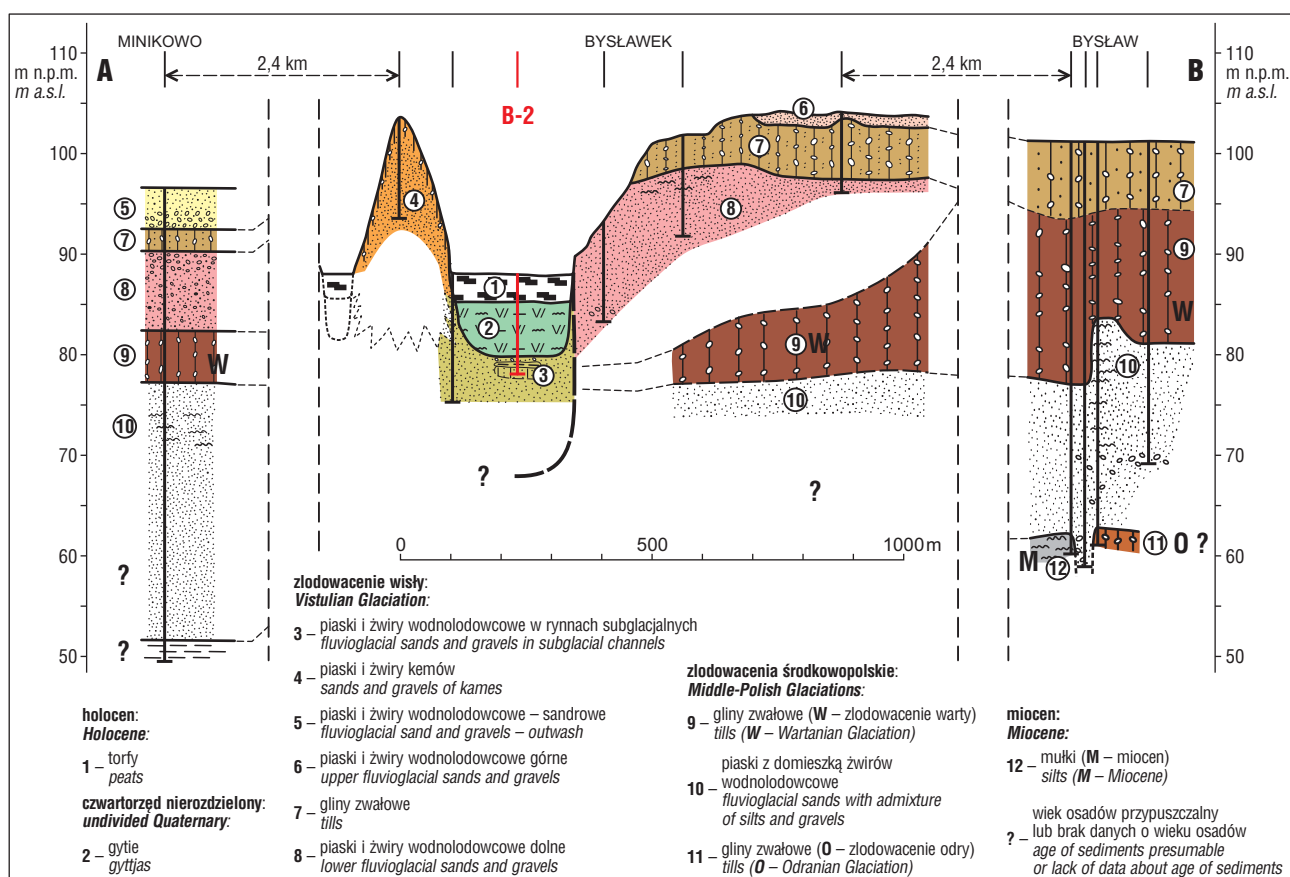 MINIKOWO
BYSŁAWEK
BYSŁAW
110
m n.p.m.
m a.s.l.
A
2,4 km
B-2
2,4 km
B
110
m n.p.m.
m a.s.l.
100
90
80
70
60
50
100
90
80
70
60
50
5
7
8
9
W
10
?
?
4
1
2
3
?
6
7
8
9
W
10
?
7
9
W
10
11
O ?
M
12
0
500
1000 m
holocen:
Holocene:
1 – torfy
peats
czwartorzęd nierozdzielony:
undivided Quaternary:
2 – gytie
gyttjas
zlodowacenie wisły:
Vistulian Glaciation:
3 – piaski i żwiry wodnolodowcowe w rynnach subglacjalnych
fluvioglacial sands and gravels in subglacial channels
4 – piaski i żwiry kemów
sands and gravels of kames
5 – piaski i żwiry wodnolodowcowe – sandrowe
fluvioglacial sand and gravels – outwash
6 – piaski i żwiry wodnolodowcowe górne
upper fluvioglacial sands and gravels
7 – gliny zwałowe
tills
8 – piaski i żwiry wodnolodowcowe dolne
lower fluvioglacial sands and gravels
zlodowacenia środkowopolskie:
Middle-Polish Glaciations:
9 – gliny zwałowe (W – zlodowacenie warty)
tills (W – Wartanian Glaciation)
piaski z domieszką żwirów
10 – wodnolodowcowe
fluvioglacial sands with admixture
of silts and gravels
11 – gliny zwałowe (O – zlodowacenie odry)
tills (O – Odranian Glaciation)
miocen:
Miocene:
12 – mułki (M – miocen)
silts (M – Miocene)
wiek osadów przypuszczalny
? – lub brak danych o wieku osadów
age of sediments presumable
or lack of data about age of sediments